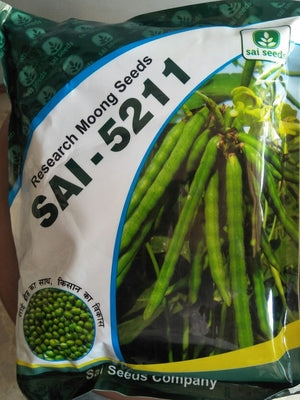 sai seeds
Research Moong Seeds
SAI - 5211
साई सीड का साथ, किसान का विकास
Sai Seeds Company